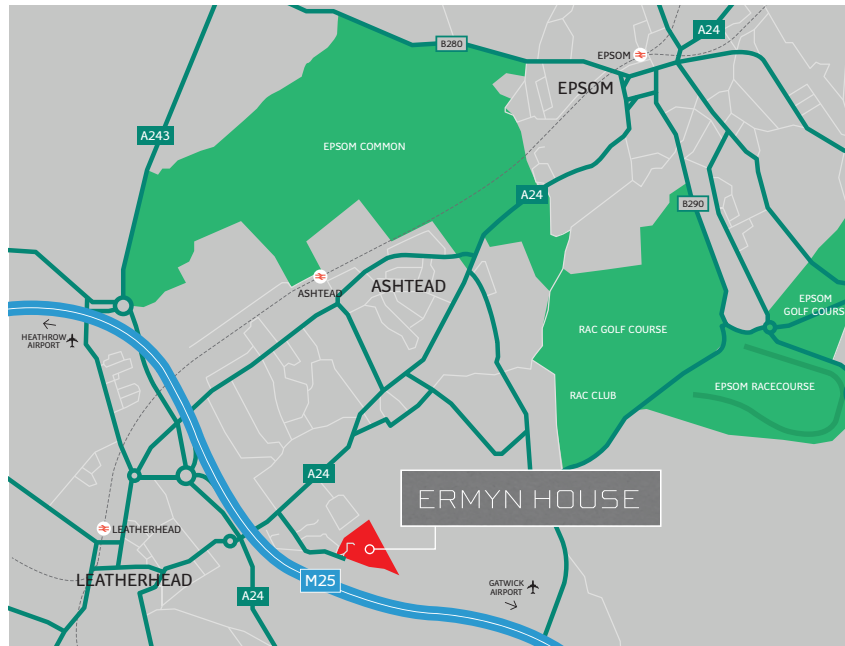 A24
B280
EPSOM
EPSOM
A243
EPSOM COMMON
A24
B290
ASHTEAD
ASHTEAD
EPSOM
GOLF COURS
RAC GOLF COURSE
HEATHROW
AIRPORT
EPSOM RACECOURSE
RAC CLUB
A24
ERMYN HOUSE
LEATHERHEAD
LEATHERHEAD
M25
GATWICK
AIRPORT
A24